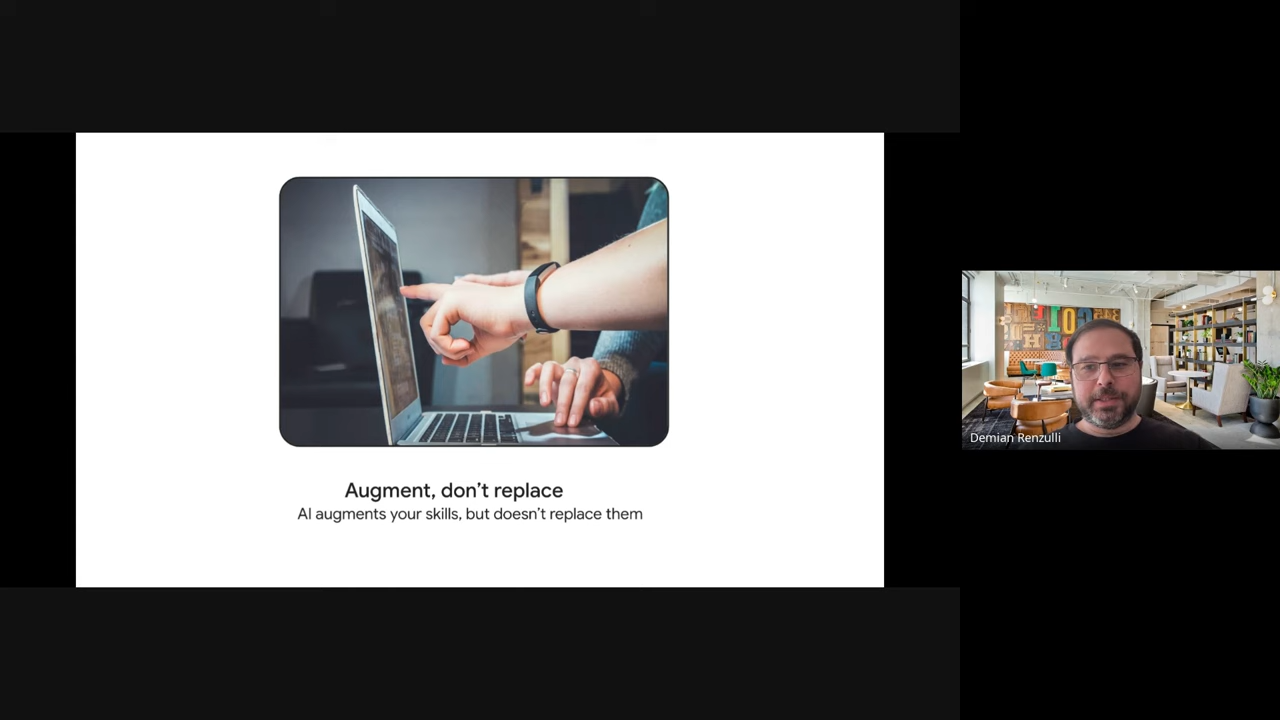 Augment, don’t replace
AI augments your skills, but doesn’t replace them
Demian Renzulli